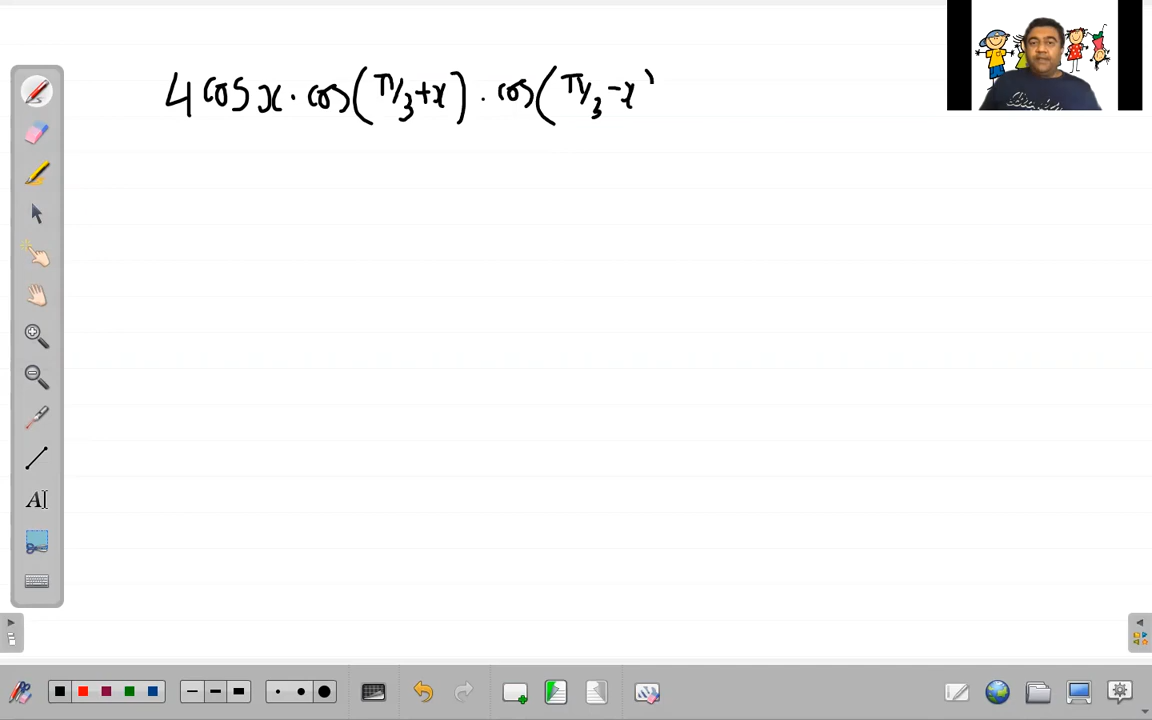 4 cos x · cos(π/3+x) · cos(π/3-x)